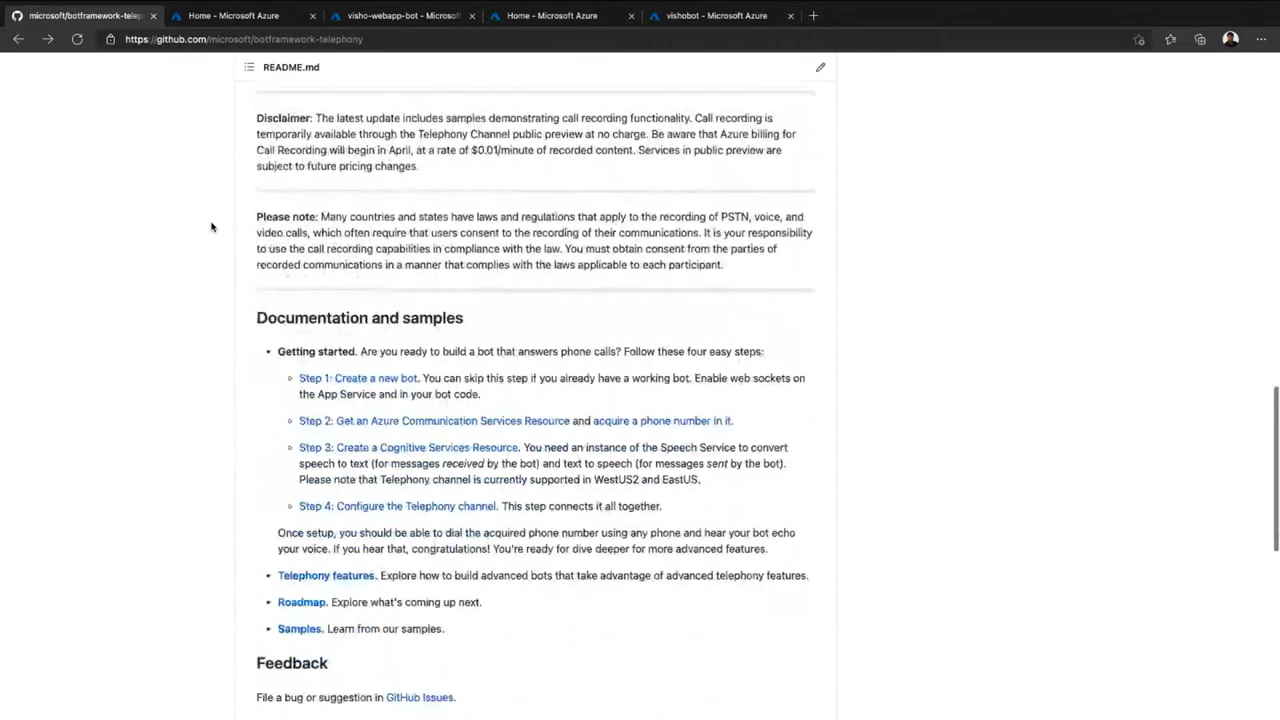 microsoft/botframework-telep
Home - Microsoft Azure
visho-webapp-bot - Microsoft
Home - Microsoft Azure
vishobot - Microsoft Azure
https://github.com/microsoft/botframework-telephony
README.md
Disclaimer: The latest update includes samples demonstrating call recording functionality. Call recording is
temporarily available through the Telephony Channel public preview at no charge. Be aware that Azure billing for
Call Recording will begin in April, at a rate of $0.01/minute of recorded content. Services in public preview are
subject to future pricing changes.
Please note: Many countries and states have laws and regulations that apply to the recording of PSTN, voice, and
video calls, which often require that users consent to the recording of their communications. It is your responsibility
to use the call recording capabilities in compliance with the law. You must obtain consent from the parties of
recorded communications in a manner that complies with the laws applicable to each participant.
Documentation and samples
• Getting started. Are you ready to build a bot that answers phone calls? Follow these four easy steps:
○ Step 1: Create a new bot. You can skip this step if you already have a working bot. Enable web sockets on
the App Service and in your bot code.
○ Step 2: Get an Azure Communication Services Resource and acquire a phone number in it.
○ Step 3: Create a Cognitive Services Resource. You need an instance of the Speech Service to convert
speech to text (for messages received by the bot) and text to speech (for messages sent by the bot).
Please note that Telephony channel is currently supported in WestUS2 and EastUS.
○ Step 4: Configure the Telephony channel. This step connects it all together.
Once setup, you should be able to dial the acquired phone number using any phone and hear your bot echo
your voice. If you hear that, congratulations! You're ready for dive deeper for more advanced features.
• Telephony features. Explore how to build advanced bots that take advantage of advanced telephony features.
• Roadmap. Explore what's coming up next.
• Samples. Learn from our samples.
Feedback
File a bug or suggestion in GitHub Issues.